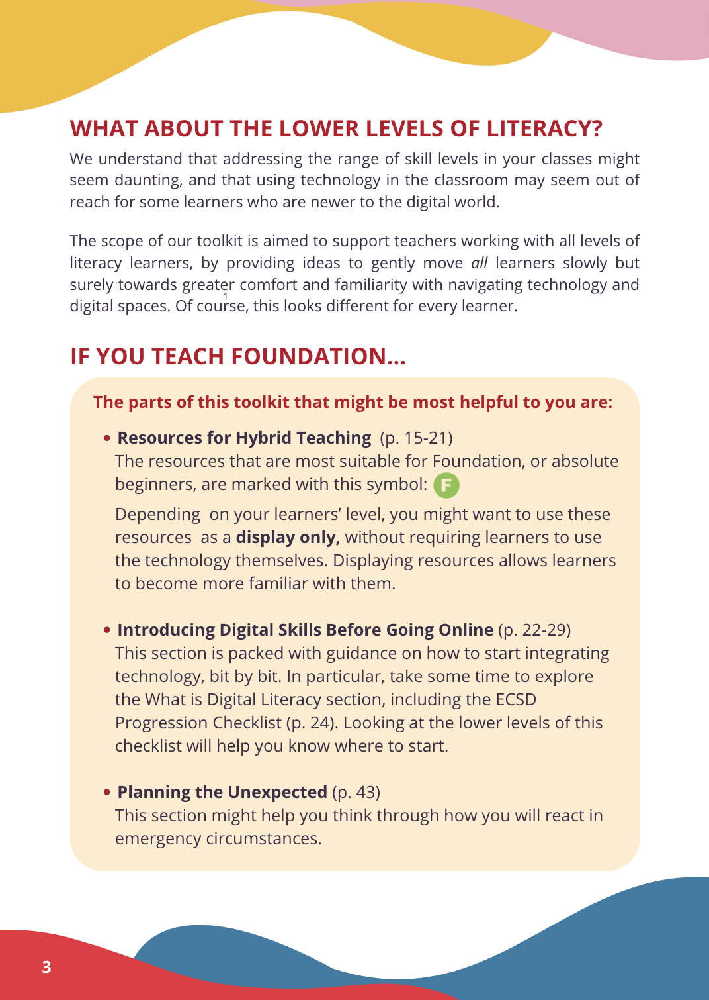 WHAT ABOUT THE LOWER LEVELS OF LITERACY?
We understand that addressing the range of skill levels in your classes might
seem daunting, and that using technology in the classroom may seem out of
reach for some learners who are newer to the digital world.
The scope of our toolkit is aimed to support teachers working with all levels of
literacy learners, by providing ideas to gently move all learners slowly but
surely towards greater comfort and familiarity with navigating technology and
1
digital spaces. Of course, this looks different for every learner.
IF YOU TEACH FOUNDATION...
The parts of this toolkit that might be most helpful to you are:
• Resources for Hybrid Teaching (p. 15-21)
The resources that are most suitable for Foundation, or absolute
beginners, are marked with this symbol: F
Depending on your learners’ level, you might want to use these
resources as a display only, without requiring learners to use
the technology themselves. Displaying resources allows learners
to become more familiar with them.
• Introducing Digital Skills Before Going Online (p. 22-29)
This section is packed with guidance on how to start integrating
technology, bit by bit. In particular, take some time to explore
the What is Digital Literacy section, including the ECSD
Progression Checklist (p. 24). Looking at the lower levels of this
checklist will help you know where to start.
• Planning the Unexpected (p. 43)
This section might help you think through how you will react in
emergency circumstances.
3